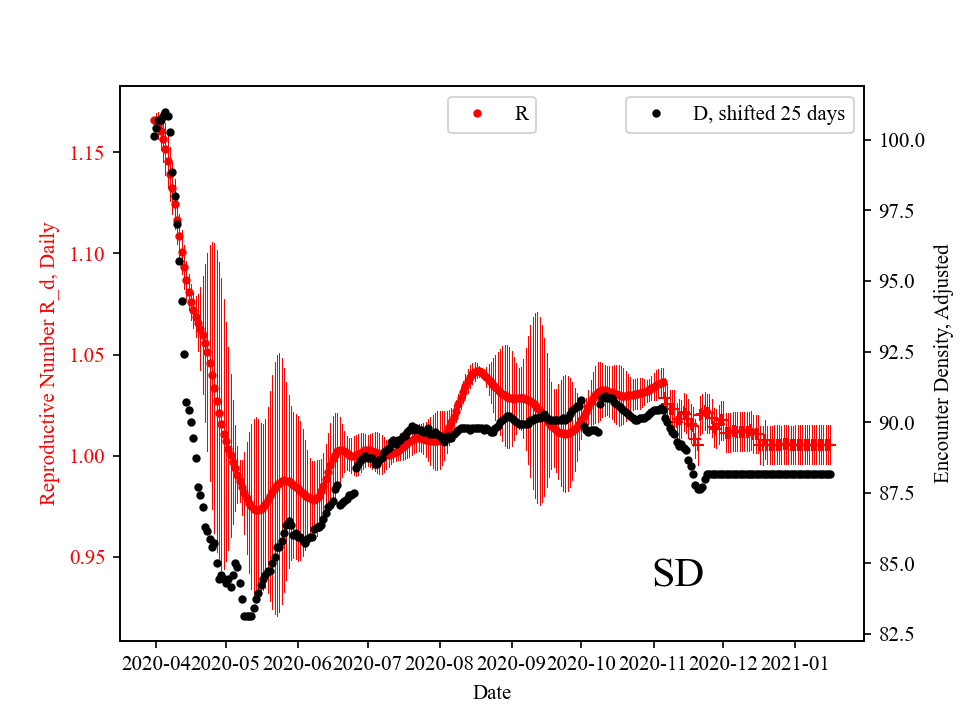 R
D, shifted 25 days
Reproductive Number R_d, Daily
1.15
1.10
1.05
1.00
0.95
100.0
97.5
95.0
92.5
90.0
87.5
85.0
82.5
Encounter Density, Adjusted
SD
2020-04 2020-05 2020-06 2020-07 2020-08 2020-09 2020-10 2020-11 2020-12 2021-01
Date